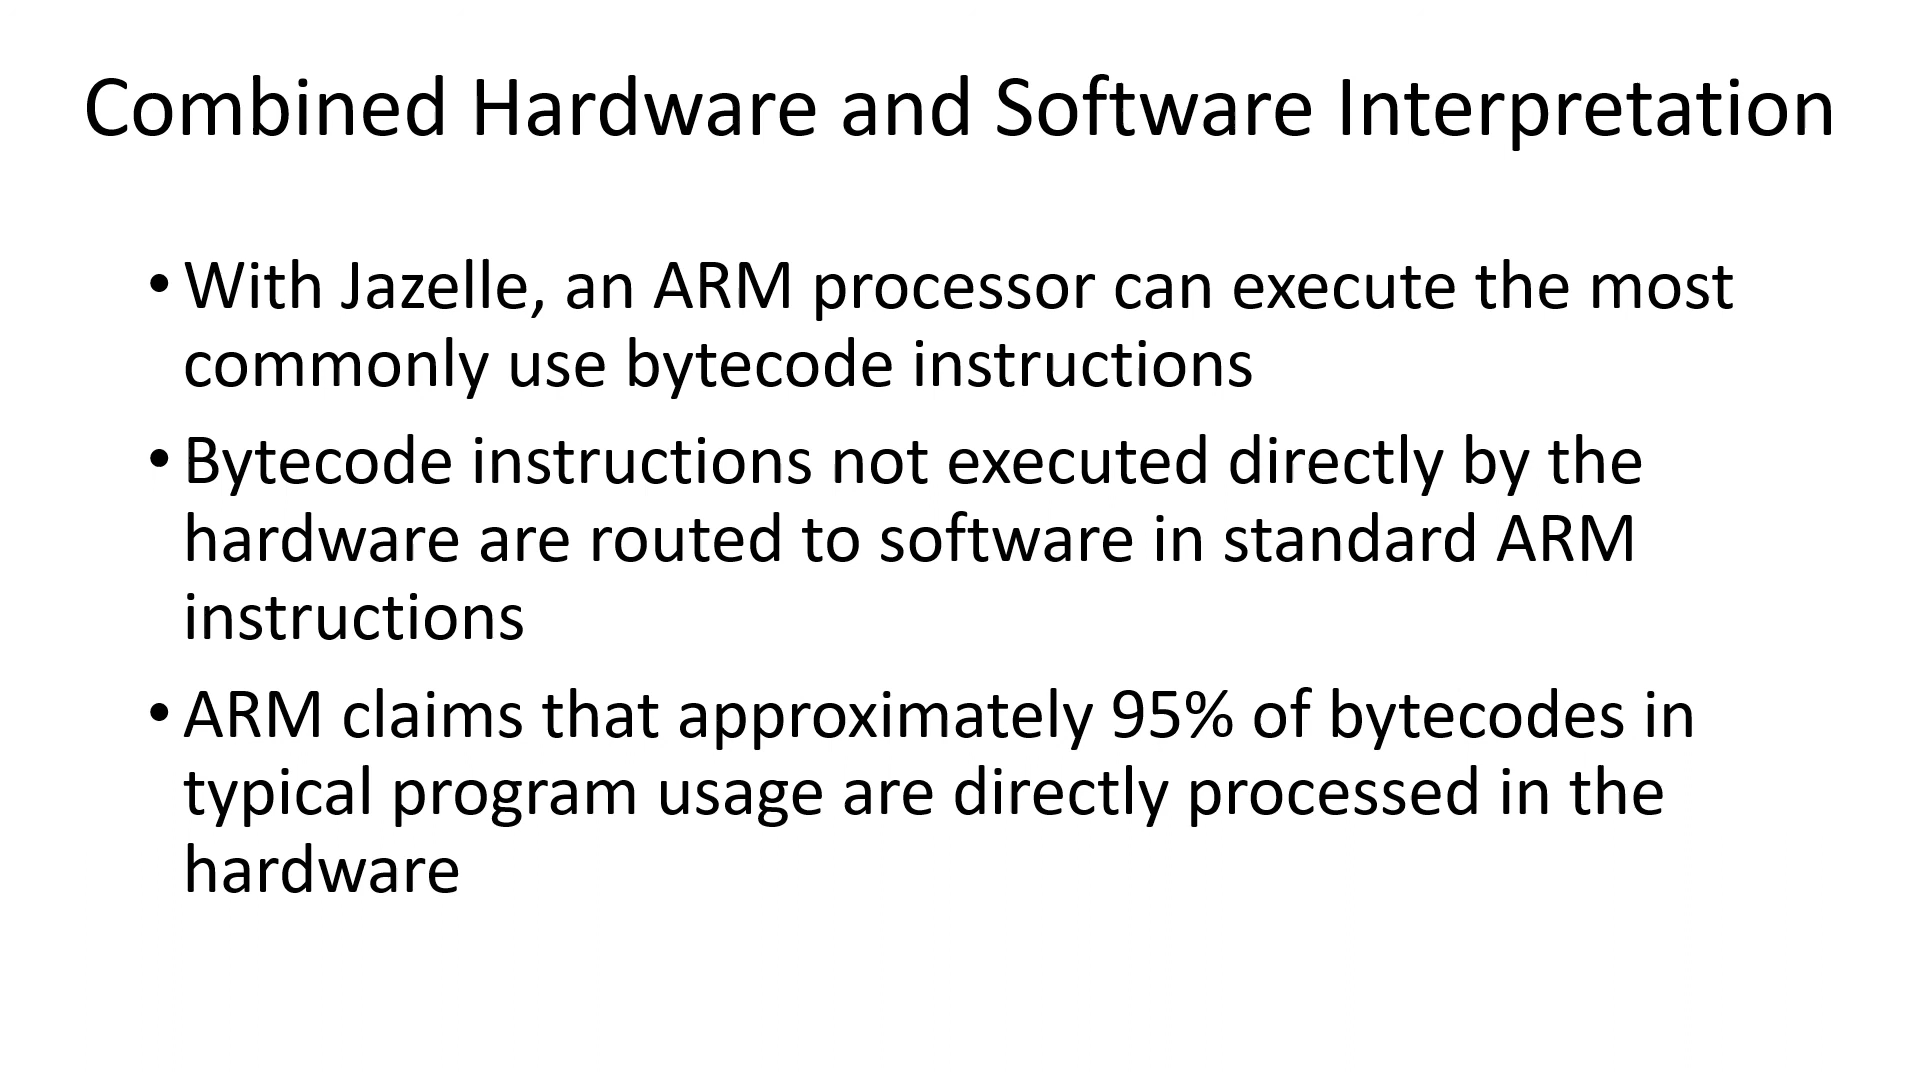 Combined Hardware and Software Interpretation
• With Jazelle, an ARM processor can execute the most
commonly use bytecode instructions
• Bytecode instructions not executed directly by the
hardware are routed to software in standard ARM
instructions
• ARM claims that approximately 95% of bytecodes in
typical program usage are directly processed in the
hardware